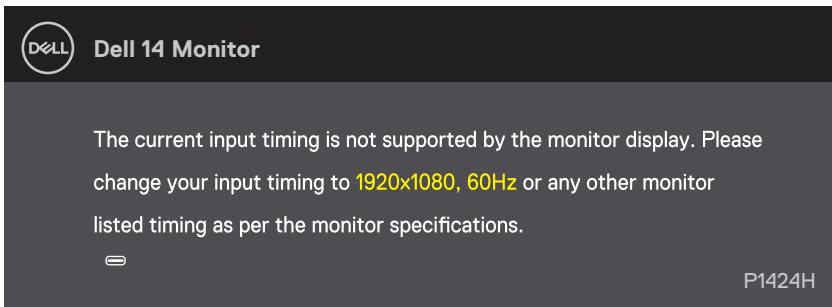 DELL
Dell 14 Monitor
The current input timing is not supported by the monitor display. Please
change your input timing to 1920x1080, 60Hz or any other monitor
listed timing as per the monitor specifications.
P1424H